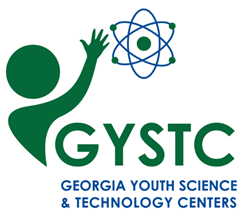 GYSTC
GEORGIA YOUTH SCIENCE
& TECHNOLOGY CENTERS